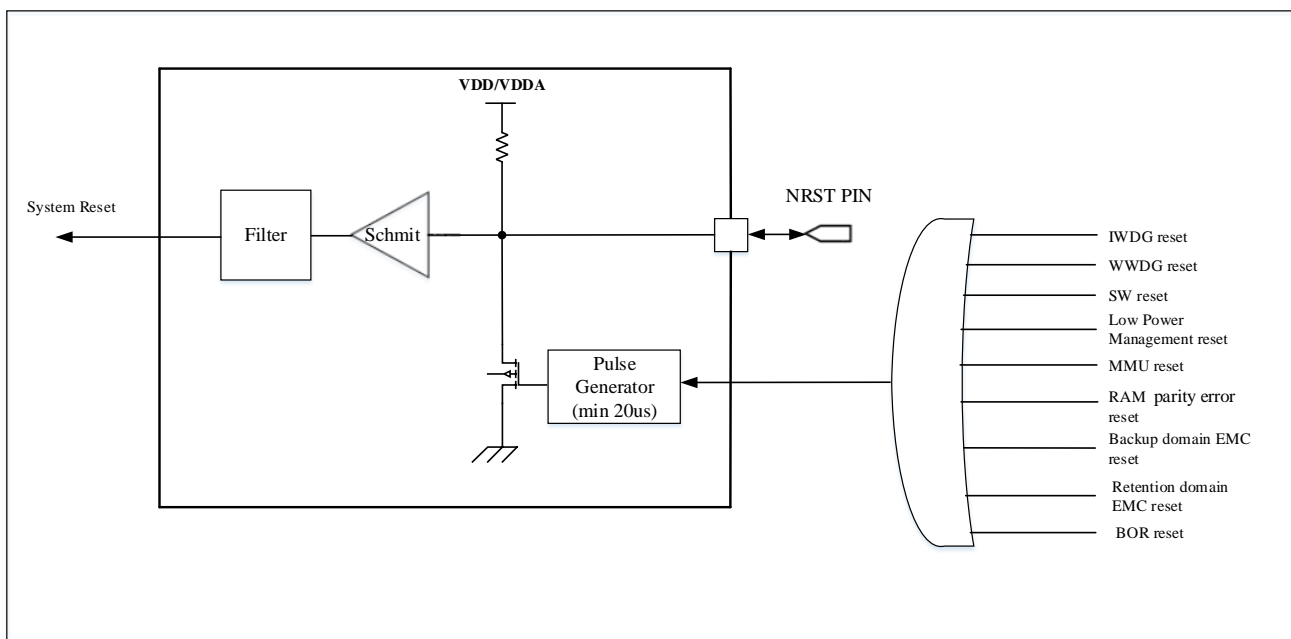 VDD/VDDA
NRST PIN
System Reset
Filter
Schmit
Pulse
Generator
(min 20us)
IWDG reset
WWDG reset
SW reset
Low Power
Management reset
MMU reset
RAM parity error
reset
Backup domain EMC
reset
Retention domain
EMC reset
BOR reset